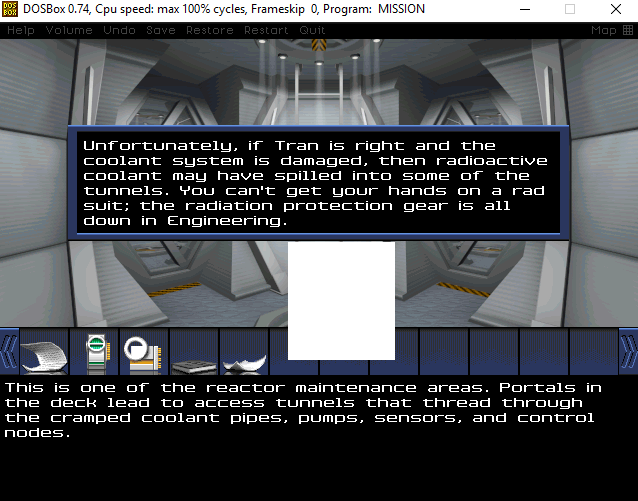 DOSBox 0.74, Cpu speed: max 100% cycles, Frameskip 0, Program: MISSION
Help Volume Undo Save Restore Restart Quit Map
Unfortunately, if Tran is right and the
coolant system is damaged, then radioactive
coolant may have spilled into some of the
tunnels. You can't get your hands on a rad
suit; the radiation protection gear is all
down in Engineering.
This is one of the reactor maintenance areas. Portals in
the deck lead to access tunnels that thread through
the cramped coolant pipes, pumps, sensors, and control
nodes.